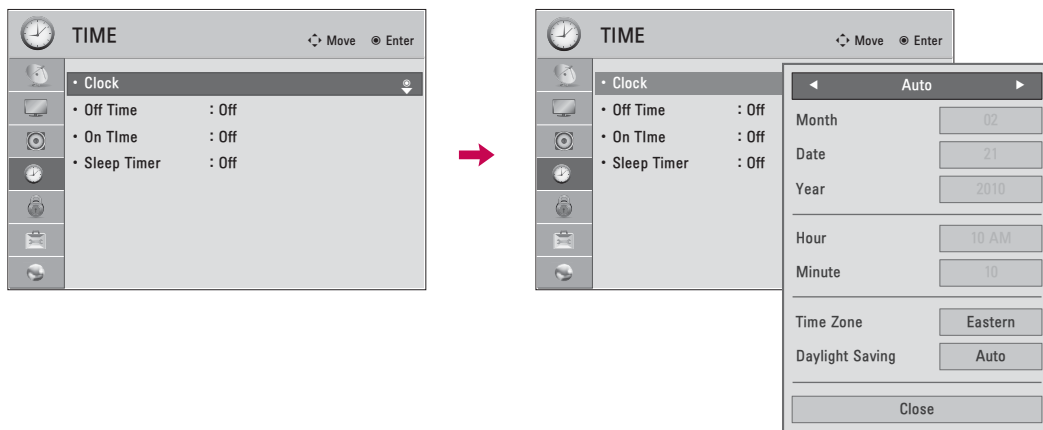 TIME Move Enter
• Clock
• Off Time : Off
• On TIme : Off
• Sleep Timer : Off
TIME Move Enter
• Clock
• Off Time : Off
• On TIme : Off
• Sleep Timer : Off
◄ Auto ►
Month 02
Date 21
Year 2010
Hour 10 AM
Minute 10
Time Zone Eastern
Daylight Saving Auto
Close